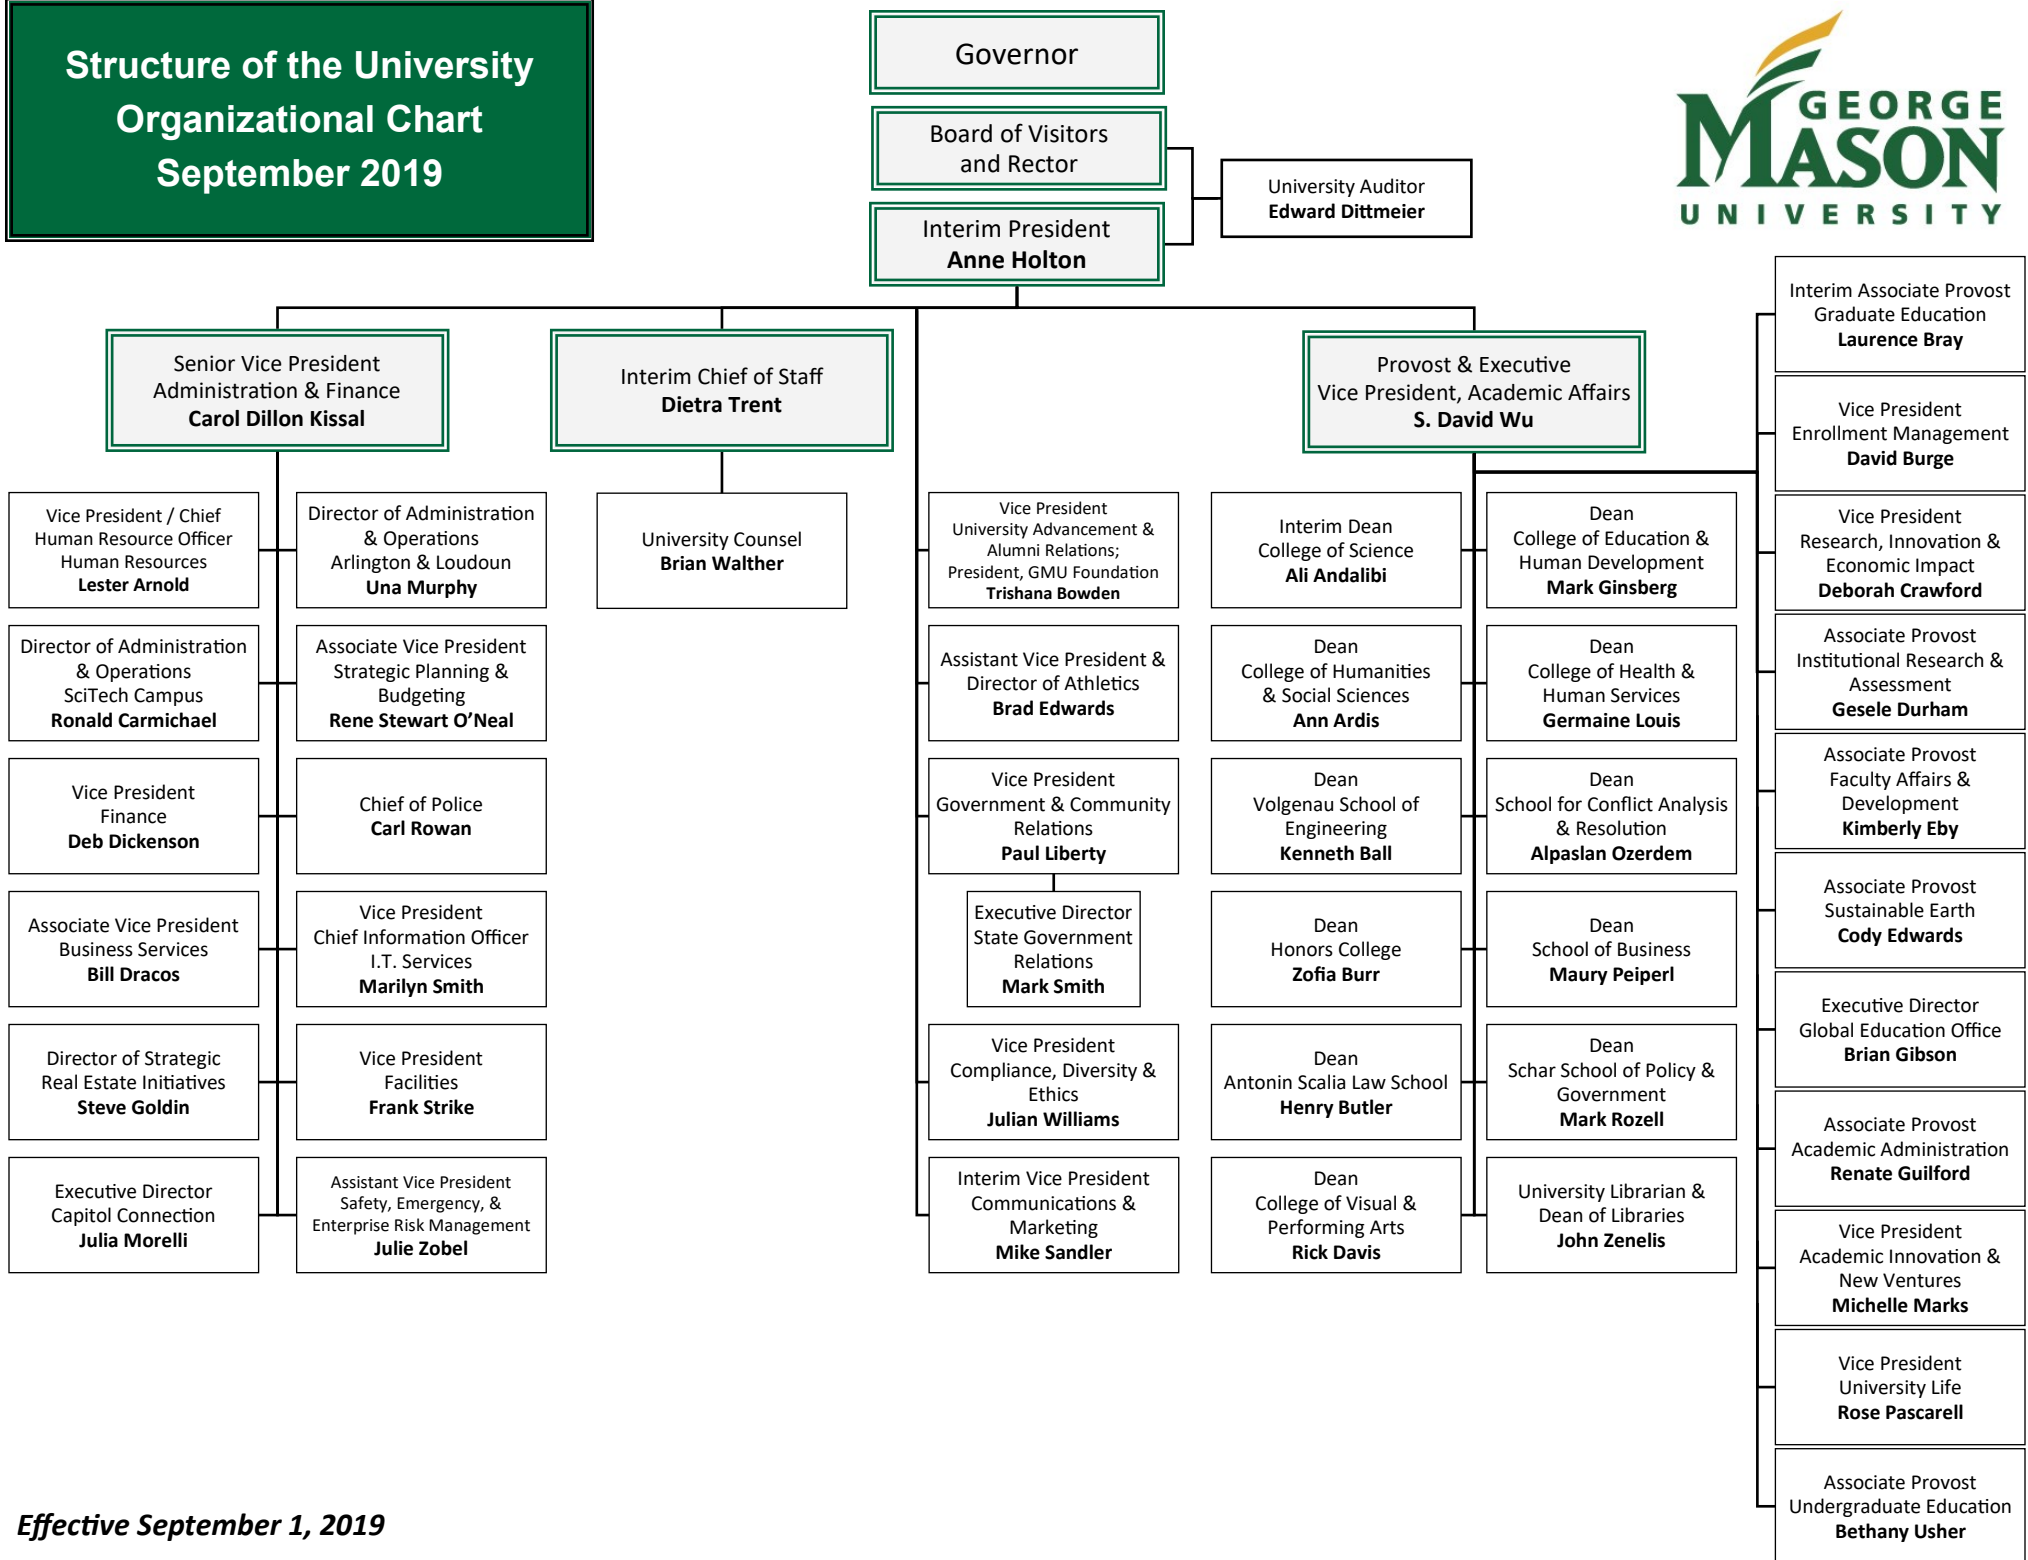 Structure of the University
Organizational Chart
September 2019
Governor
Board of Visitors
and Rector
Interim President
Anne Holton
University Auditor
Edward Dittmeier
GEORGE
MASON
UNIVERSITY
Senior Vice President
Administration & Finance
Carol Dillon Kissal
Interim Chief of Staff
Dietra Trent
Provost & Executive
Vice President, Academic Affairs
S. David Wu
Vice President / Chief
Human Resource Officer
Human Resources
Lester Arnold
Director of Administration
& Operations
Arlington & Loudoun
Una Murphy
Director of Administration
& Operations
SciTech Campus
Ronald Carmichael
Associate Vice President
Strategic Planning &
Budgeting
Rene Stewart O’Neal
Vice President
Finance
Deb Dickenson
Chief of Police
Carl Rowan
Associate Vice President
Business Services
Bill Dracos
Vice President
Chief Information Officer
I.T. Services
Marilyn Smith
Director of Strategic
Real Estate Initiatives
Steve Goldin
Vice President
Facilities
Frank Strike
Executive Director
Capitol Connection
Julia Morelli
Assistant Vice President
Safety, Emergency, &
Enterprise Risk Management
Julie Zobel
University Counsel
Brian Walther
Vice President
University Advancement &
Alumni Relations;
President, GMU Foundation
Trishana Bowden
Assistant Vice President &
Director of Athletics
Brad Edwards
Vice President
Government & Community
Relations
Paul Liberty
Executive Director
State Government
Relations
Mark Smith
Vice President
Compliance, Diversity &
Ethics
Julian Williams
Interim Vice President
Communications &
Marketing
Mike Sandler
Interim Dean
College of Science
Ali Andalibi
Dean
College of Education &
Human Development
Mark Ginsberg
Dean
College of Humanities
& Social Sciences
Ann Ardis
Dean
College of Health &
Human Services
Germaine Louis
Dean
Volgenau School of
Engineering
Kenneth Ball
Dean
School for Conflict Analysis
& Resolution
Alpaslan Ozerdem
Dean
Honors College
Zofia Burr
Dean
School of Business
Maury Peiperl
Dean
Antonin Scalia Law School
Henry Butler
Dean
Schar School of Policy &
Government
Mark Rozell
Dean
College of Visual &
Performing Arts
Rick Davis
University Librarian &
Dean of Libraries
John Zenelis
Interim Associate Provost
Graduate Education
Laurence Bray
Vice President
Enrollment Management
David Burge
Vice President
Research, Innovation &
Economic Impact
Deborah Crawford
Associate Provost
Institutional Research &
Assessment
Gesele Durham
Associate Provost
Faculty Affairs &
Development
Kimberly Eby
Associate Provost
Sustainable Earth
Cody Edwards
Executive Director
Global Education Office
Brian Gibson
Associate Provost
Academic Administration
Renate Guilford
Vice President
Academic Innovation &
New Ventures
Michelle Marks
Vice President
University Life
Rose Pascarell
Associate Provost
Undergraduate Education
Bethany Usher
Effective September 1, 2019